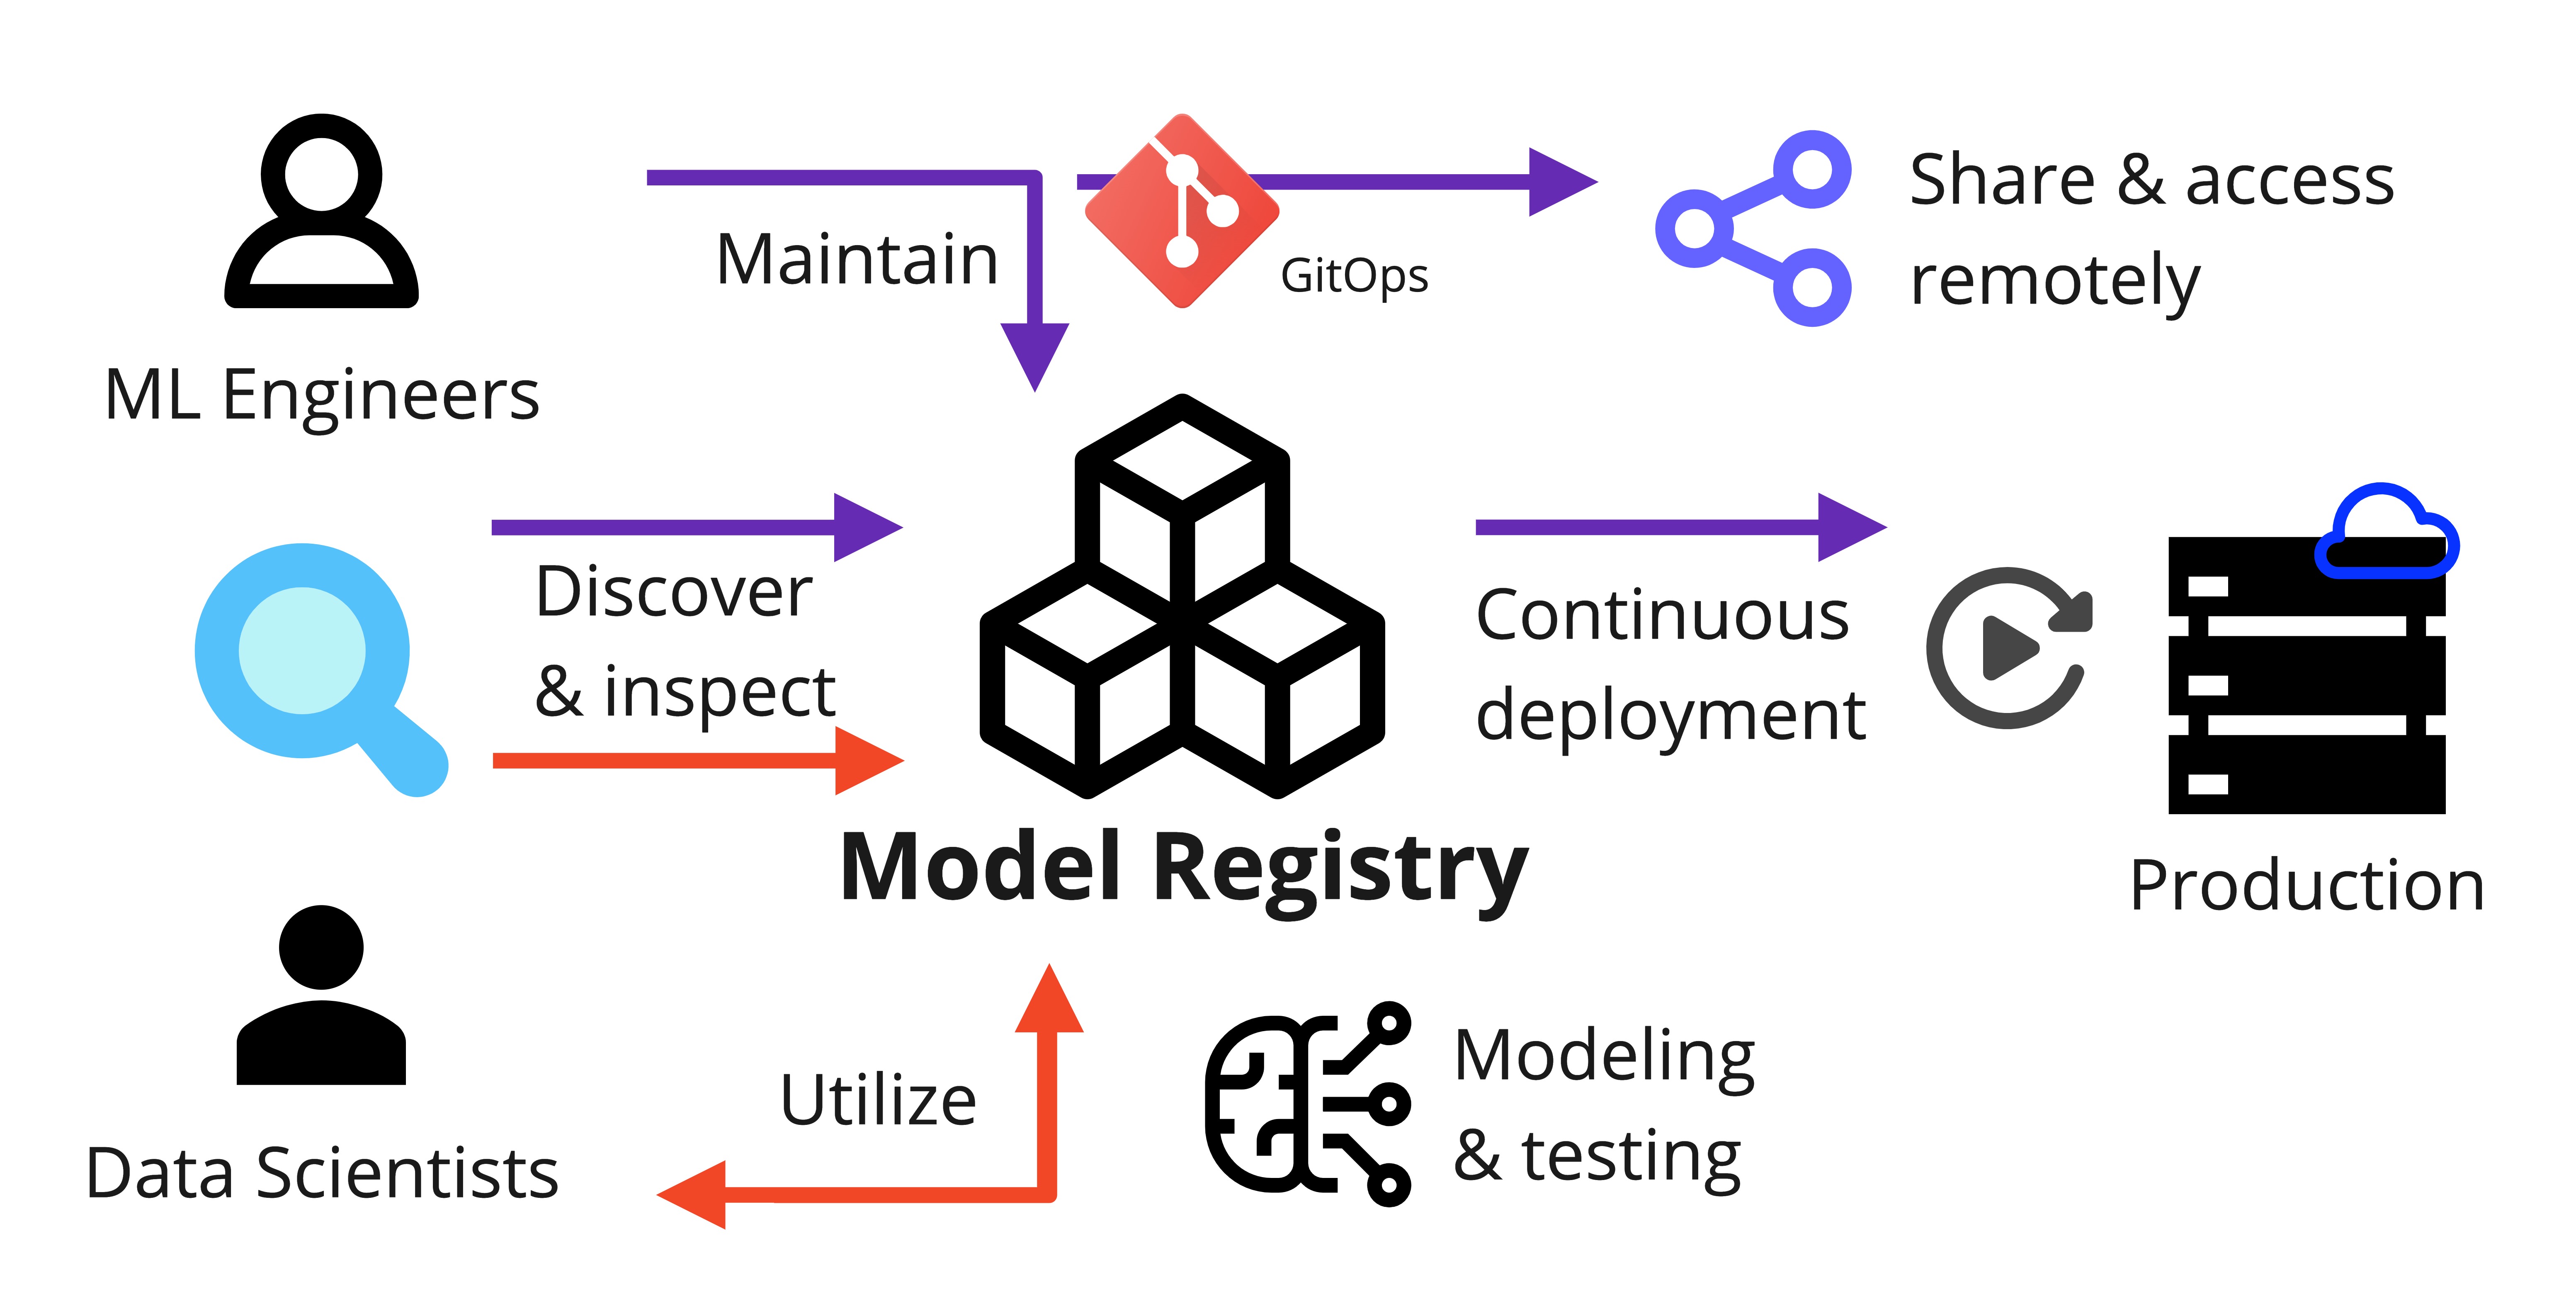 Maintain
GitOps
Share & access
remotely
ML Engineers
Discover
& inspect
Continuous
deployment
Model Registry
Production
Utilize
Modeling
& testing
Data Scientists